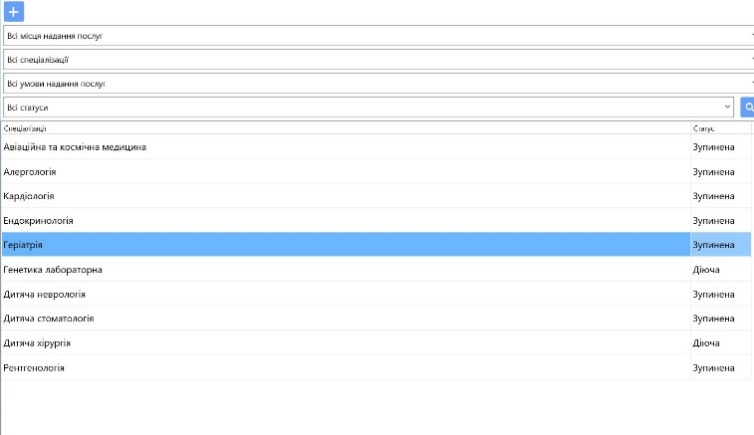 Всі місця надання послуг
Всі спеціалізації
Всі умови надання послуг
Всі статуси
Спеціалізації Статус
Авіаційна та космічна медицина Зупинена
Алергологія Зупинена
Кардіологія Зупинена
Ендокринологія Зупинена
Геріатрія Зупинена
Генетика лабораторна Діюча
Дитяча неврологія Зупинена
Дитяча стоматологія Зупинена
Дитяча хірургія Діюча
Рентгенологія Зупинена